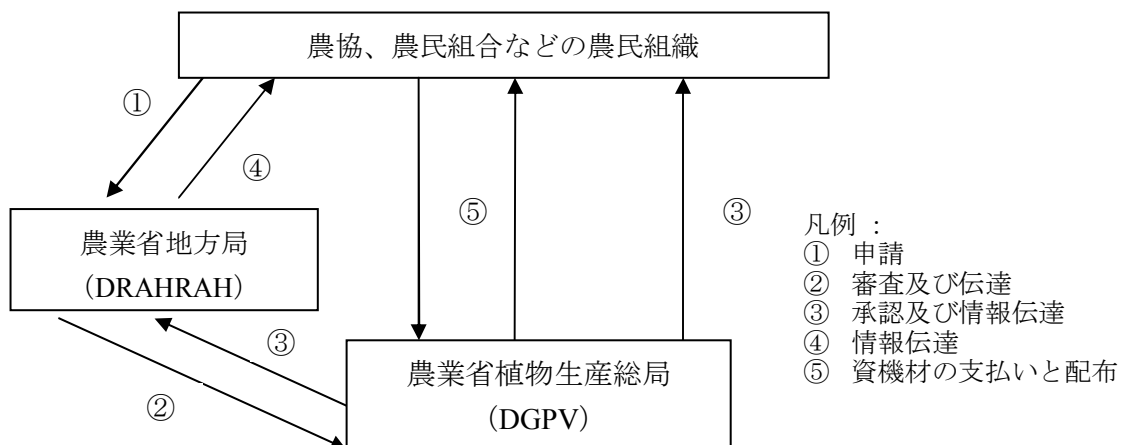 農協、農民組合などの農民組織
①
④
⑤
③
農業省地方局
(DRAHRAH)
凡例 :
① 申請
② 審査及び伝達
③ 承認及び情報伝達
④ 情報伝達
⑤ 資機材の支払いと配布
③
②
農業省植物生産総局
(DGPV)